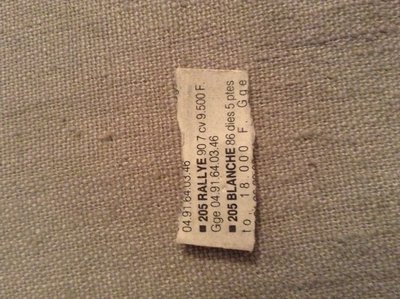 04.91.64.03.46
■ 205 RALLYE 90 7 cv 9.500 F.
Gge 04.91.64.03.46
■ 205 BLANCHE 86 dies 5 ptes
to, 18.000 F. Gge